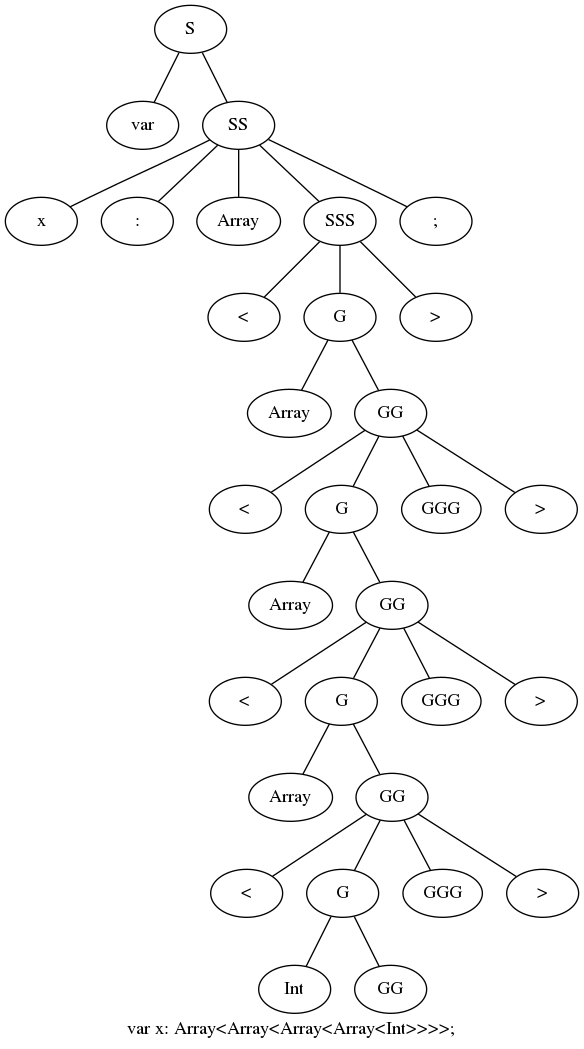 S
var SS
x : Array SSS ;
< G >
Array GG
< G GGG >
Array GG
< G GGG >
Array GG
< G GGG >
Int GG
var x: Array<Array<Array<Array<Int>>>>;